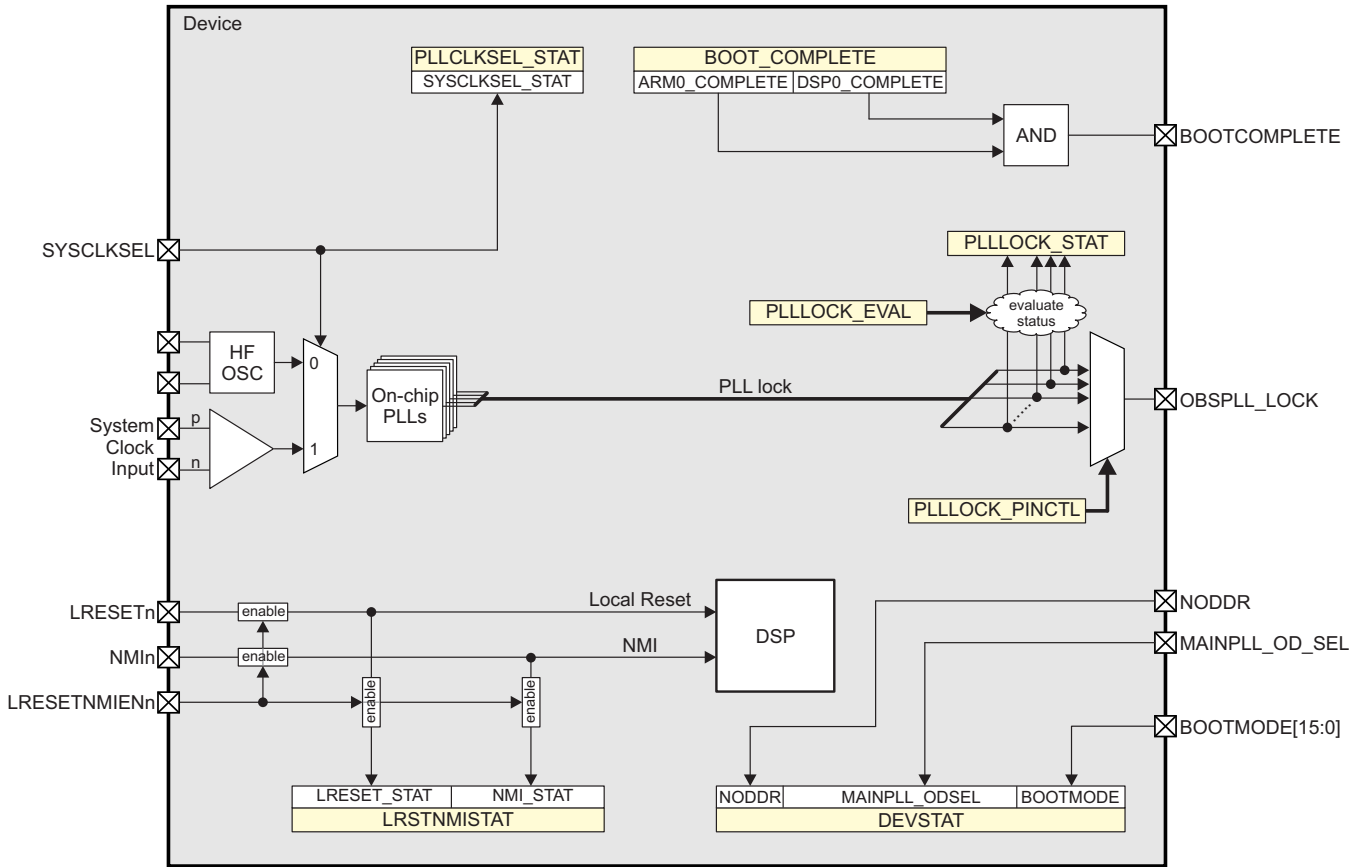 Device
PLLCLKSEL_STAT
SYSCLKSEL_STAT
BOOT_COMPLETE
ARM0_COMPLETE
DSP0_COMPLETE
AND
BOOTCOMPLETE
SYSCLKSEL
PLLLOCK_STAT
PLLLOCK_EVAL
evaluate
status
HF
OSC
0
1
On-chip
PLLs
PLL lock
OBSPLL_LOCK
System
Clock
Input
p
n
PLLLOCK_PINCTL
LRESETn
enable
Local Reset
NMIn
enable
NMI
DSP
LRESETNMIENn
enable
enable
NODDR
MAINPLL_OD_SEL
BOOTMODE[15:0]
LRESET_STAT
NMI_STAT
LRSTNMISTAT
NODDR
MAINPLL_ODSEL
BOOTMODE
DEVSTAT